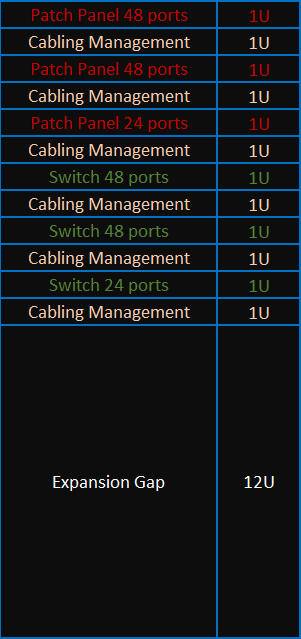 Patch Panel 48 ports 1U
Cabling Management 1U
Patch Panel 48 ports 1U
Cabling Management 1U
Patch Panel 24 ports 1U
Cabling Management 1U
Switch 48 ports 1U
Cabling Management 1U
Switch 48 ports 1U
Cabling Management 1U
Switch 24 ports 1U
Cabling Management 1U
Expansion Gap 12U